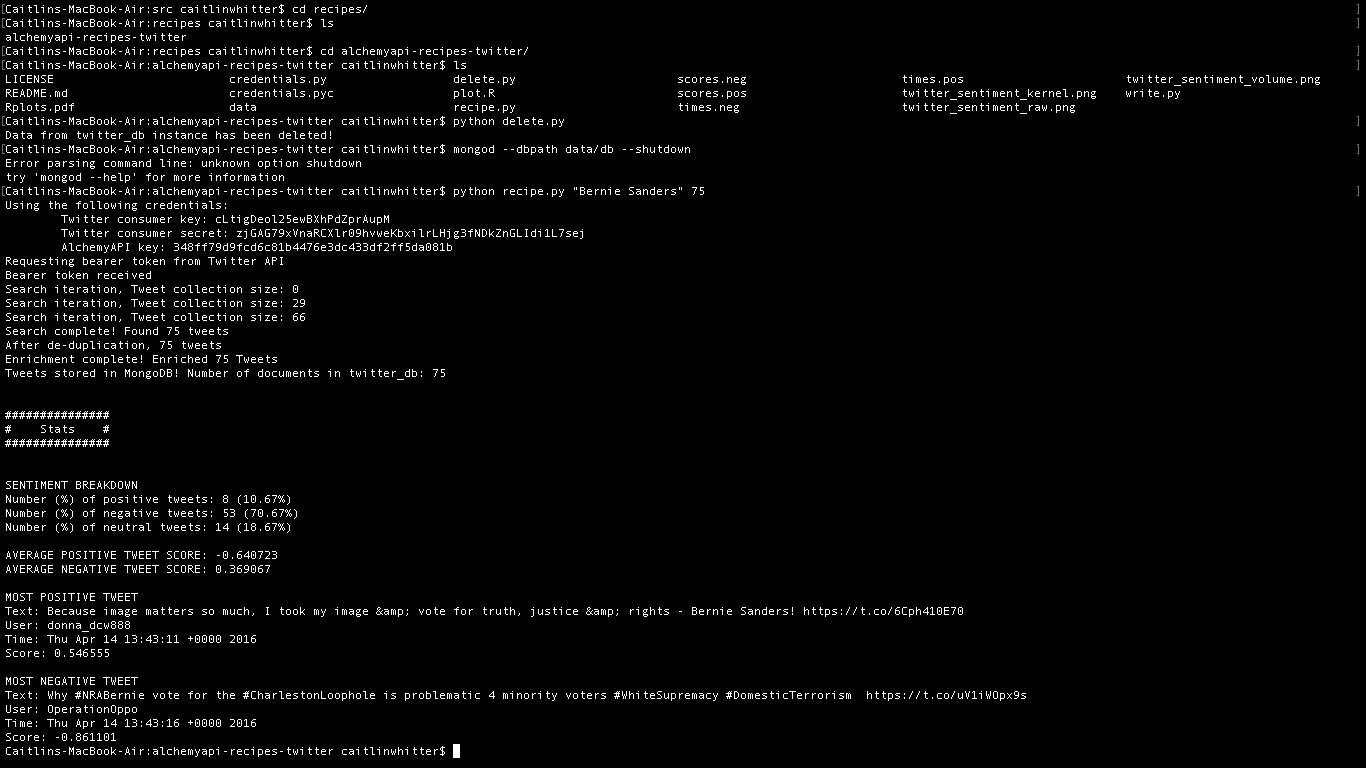 [Caitlins-MacBook-Air:src caitlinwhitter$ cd recipes/ ]
[Caitlins-MacBook-Air:recipes caitlinwhitter$ ls ]
alchemyapi-recipes-twitter
[Caitlins-MacBook-Air:recipes caitlinwhitter$ cd alchemyapi-recipes-twitter/ ]
[Caitlins-MacBook-Air:alchemyapi-recipes-twitter caitlinwhitter$ ls ]
LICENSE credentials.py delete.py scores.neg times.pos twitter_sentiment_volume.png
README.md credentials.pyc plot.R scores.pos twitter_sentiment_kernel.png write.py
Rplots.pdf data recipe.py times.neg twitter_sentiment_raw.png
[Caitlins-MacBook-Air:alchemyapi-recipes-twitter caitlinwhitter$ python delete.py ]
Data from twitter_db instance has been deleted!
[Caitlins-MacBook-Air:alchemyapi-recipes-twitter caitlinwhitter$ mongod --dbpath data/db --shutdown ]
Error parsing command line: unknown option shutdown
try 'mongod --help' for more information
[Caitlins-MacBook-Air:alchemyapi-recipes-twitter caitlinwhitter$ python recipe.py "Bernie Sanders" 75 ]
Using the following credentials:
Twitter consumer key: cLtigDeol25ewBXhPdZprAupM
Twitter consumer secret: zjGAG79xVnaRCXlr09hvweKbxilrLHjg3fNDkZnGLIdi1L7sej
AlchemyAPI key: 348ff79d9fcd6c81b4476e3dc433df2ff5da081b
Requesting bearer token from Twitter API
Bearer token received
Search iteration, Tweet collection size: 0
Search iteration, Tweet collection size: 29
Search iteration, Tweet collection size: 66
Search complete! Found 75 tweets
After de-duplication, 75 tweets
Enrichment complete! Enriched 75 Tweets
Tweets stored in MongoDB! Number of documents in twitter_db: 75
###############
# Stats #
###############
SENTIMENT BREAKDOWN
Number (%) of positive tweets: 8 (10.67%)
Number (%) of negative tweets: 53 (70.67%)
Number (%) of neutral tweets: 14 (18.67%)
AVERAGE POSITIVE TWEET SCORE: -0.640723
AVERAGE NEGATIVE TWEET SCORE: 0.369067
MOST POSITIVE TWEET
Text: Because image matters so much, I took my image &amp; vote for truth, justice &amp; rights - Bernie Sanders! https://t.co/6Cph410E70
User: donna_dcw888
Time: Thu Apr 14 13:43:11 +0000 2016
Score: 0.546555
MOST NEGATIVE TWEET
Text: Why #NRABernie vote for the #CharlestonLoophole is problematic 4 minority voters #WhiteSupremacy #DomesticTerrorism https://t.co/uV1iWOpx9s
User: OperationOppo
Time: Thu Apr 14 13:43:16 +0000 2016
Score: -0.861101
Caitlins-MacBook-Air:alchemyapi-recipes-twitter caitlinwhitter$